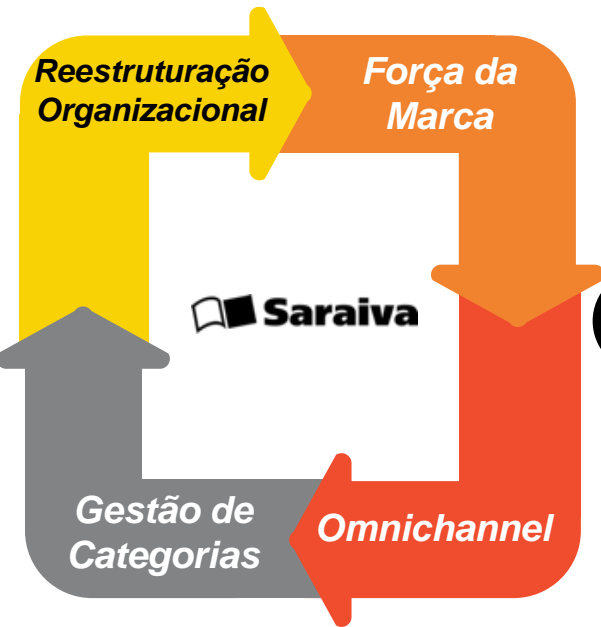 Reestruturação
Organizacional
Força da
Marca
Saraiva
Gestão de
Categorias
Omnichannel